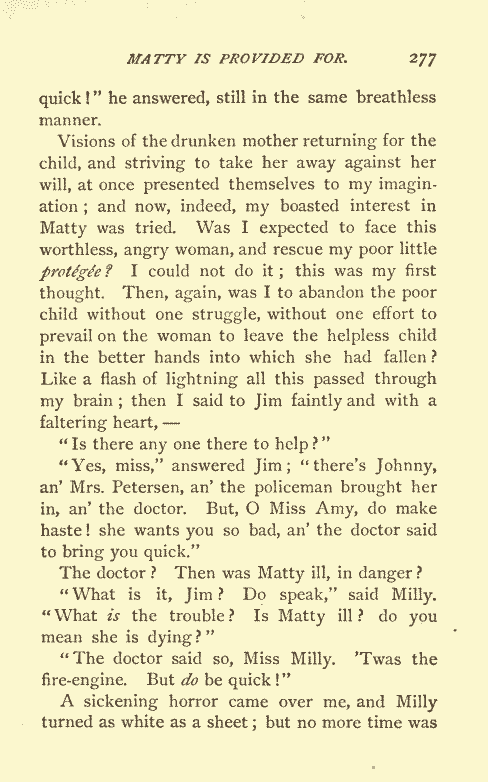 MATTY IS PROVIDED FOR. 277
quick!" he answered, still in the same breathless
manner.
Visions of the drunken mother returning for the
child, and striving to take her away against her
will, at once presented themselves to my imagin-
ation; and now, indeed, my boasted interest in
Matty was tried. Was I expected to face this
worthless, angry woman, and rescue my poor little
protégée? I could not do it; this was my first
thought. Then, again, was I to abandon the poor
child without one struggle, without one effort to
prevail on the woman to leave the helpless child
in the better hands into which she had fallen?
Like a flash of lightning all this passed through
my brain; then I said to Jim faintly and with a
faltering heart, —
"Is there any one there to help?"
"Yes, miss," answered Jim; "there's Johnny,
an' Mrs. Petersen, an' the policeman brought her
in, an' the doctor. But, O Miss Amy, do make
haste! she wants you so bad, an' the doctor said
to bring you quick."
The doctor? Then was Matty ill, in danger?
"What is it, Jim? Do speak," said Milly.
"What is the trouble? Is Matty ill? do you
mean she is dying?"
"The doctor said so, Miss Milly. 'Twas the
fire-engine. But do be quick!"
A sickening horror came over me, and Milly
turned as white as a sheet; but no more time was